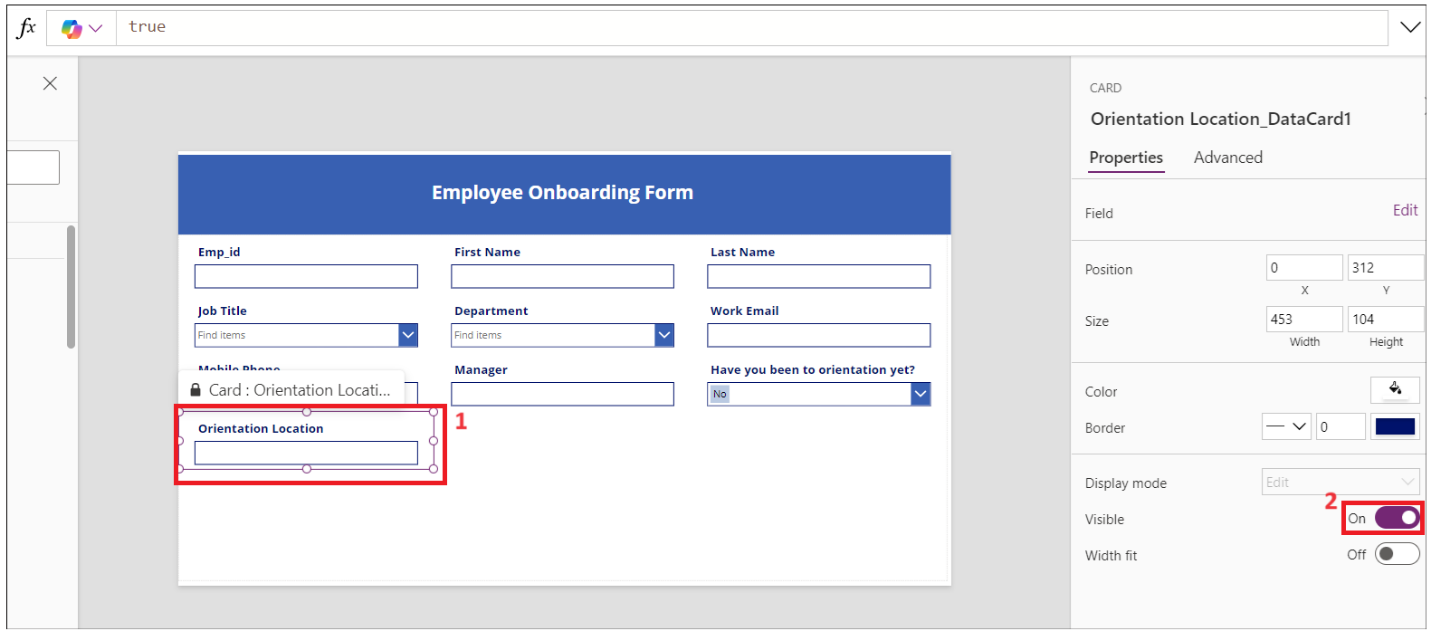 fx true
CARD
Orientation Location_DataCard1
Properties Advanced
Employee Onboarding Form
Field Edit
Emp_id First Name Last Name
Position 0 312
X Y
Job Title Department Work Email
Size 453 104
Find items Find items
Width Height
Mobile Phone Manager Have you been to orientation yet?
Card : Orientation Locati... No
Color
1
Orientation Location
Border 0
Display mode Edit
2
Visible On
Width fit Off